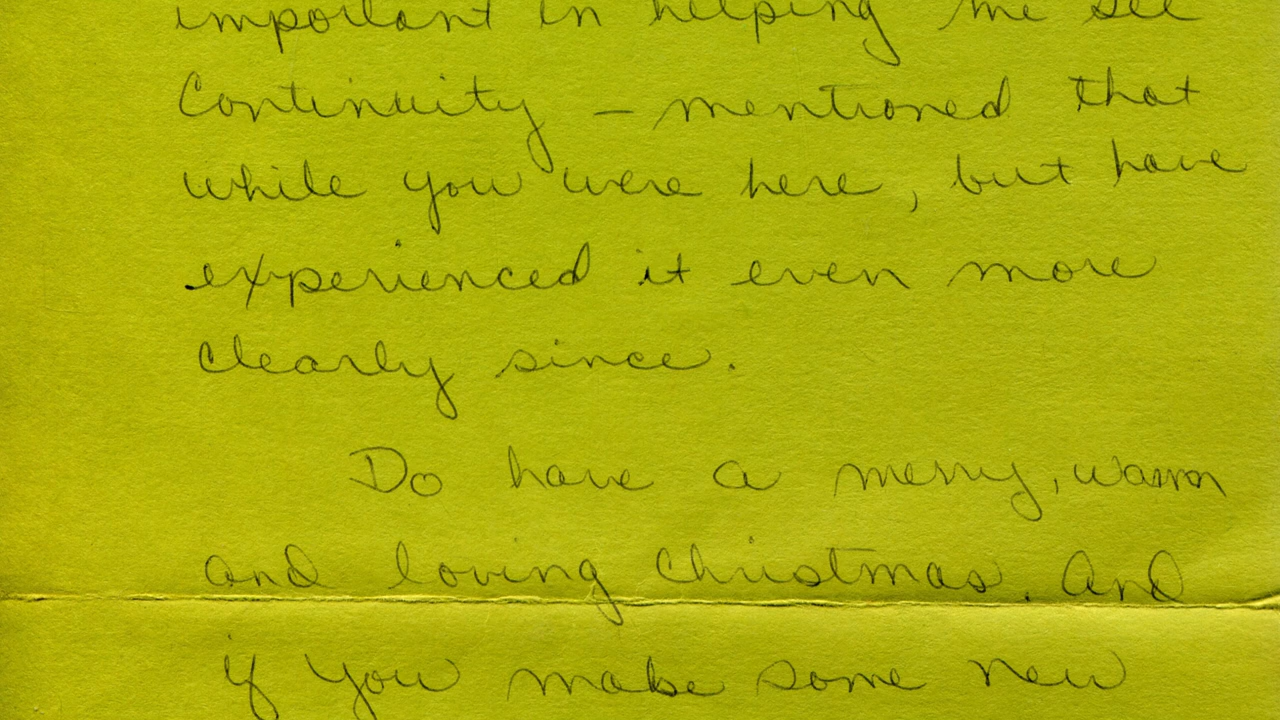 important in helping me see
Continuity – mentioned that
while you were here, but have
experienced it even more
clearly since.
Do have a merry, warm
and loving Christmas. And
if you make some new